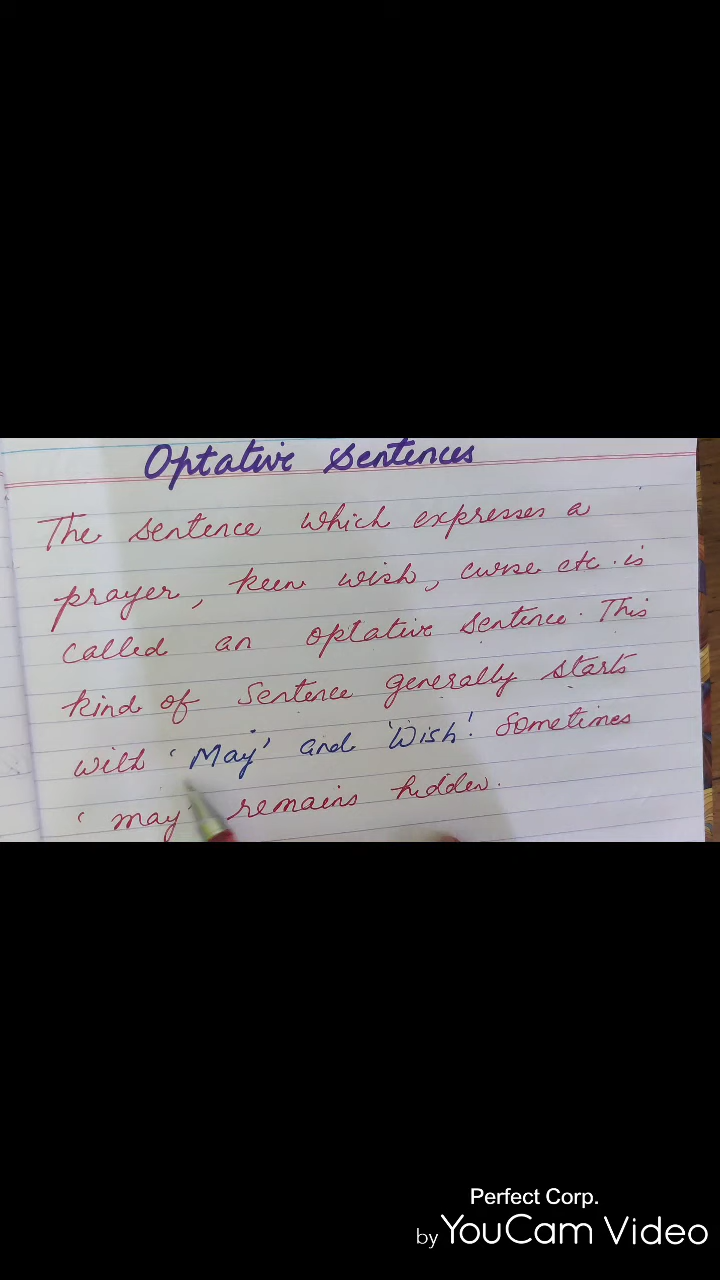 Optative Sentences
The Sentence which expresses a
prayer, keen wish, curse etc. is
called an optative sentence. This
kind of Sentence generally starts
with 'May' and 'Wish'. Sometimes
'may' remains hidden.
Perfect Corp.
by YouCam Video